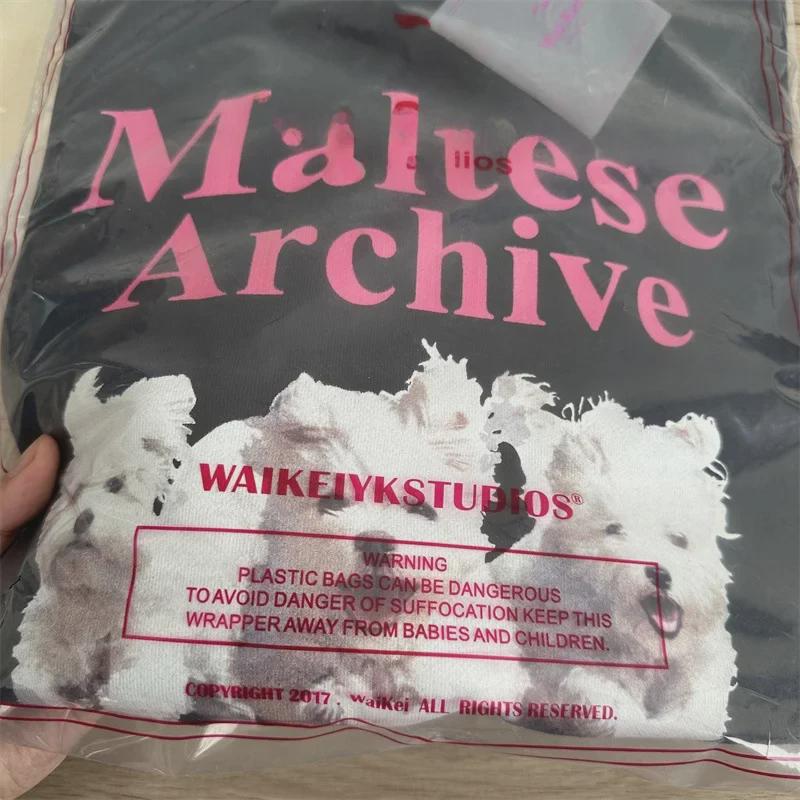 Maltese
Archive
WAIKEIYKSTUDIOS®
WARNING
PLASTIC BAGS CAN BE DANGEROUS
TO AVOID DANGER OF SUFFOCATION KEEP THIS
WRAPPER AWAY FROM BABIES AND CHILDREN.
COPYRIGHT 2017 . waiKei ALL RIGHTS RESERVED.